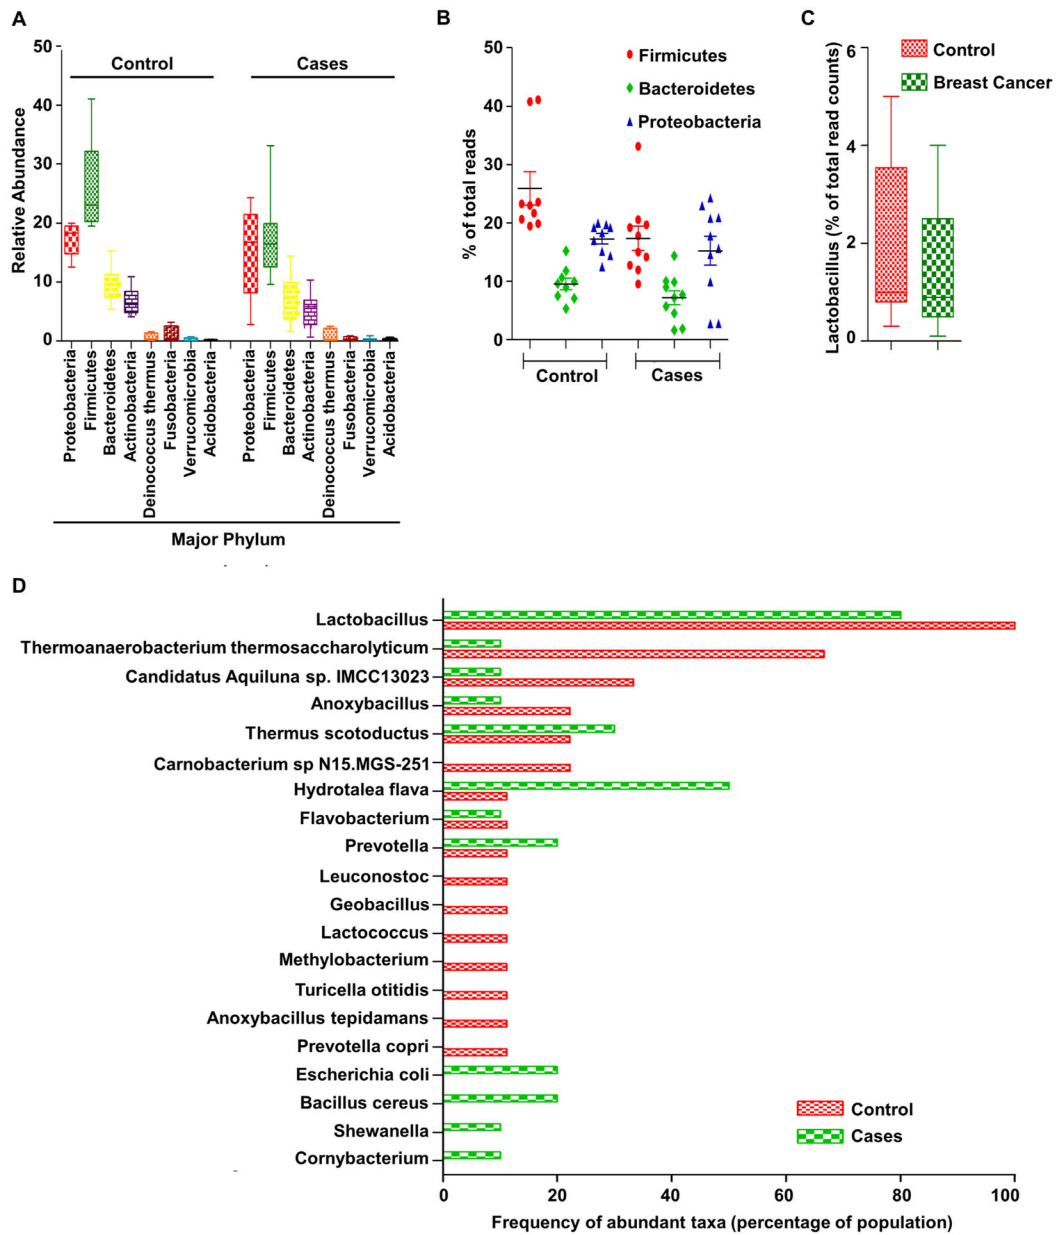 A
Control
Cases
Relative Abundance
50
40
30
20
10
0
Proteobacteria
Firmicutes
Bacteroidetes
Actinobacteria
Deinococcus thermus
Fusobacteria
Verrucomicrobia
Acidobacteria
Proteobacteria
Firmicutes
Bacteroidetes
Actinobacteria
Deinococcus thermus
Fusobacteria
Verrucomicrobia
Acidobacteria
Major Phylum
B
% of total reads
50
40
30
20
10
0
Firmicutes
Bacteroidetes
Proteobacteria
Control
Cases
C
Lactobacillus (% of total read counts)
6
4
2
0
Control
Breast Cancer
D
Lactobacillus
Thermoanaerobacterium thermosaccharolyticum
Candidatus Aquiluna sp. IMCC13023
Anoxybacillus
Thermus scotoductus
Carnobacterium sp N15.MGS-251
Hydrotalea flava
Flavobacterium
Prevotella
Leuconostoc
Geobacillus
Lactococcus
Methylobacterium
Turicella otitidis
Anoxybacillus tepidamans
Prevotella copri
Escherichia coli
Bacillus cereus
Shewanella
Cornybacterium
Control
Cases
0 20 40 60 80 100
Frequency of abundant taxa (percentage of population)